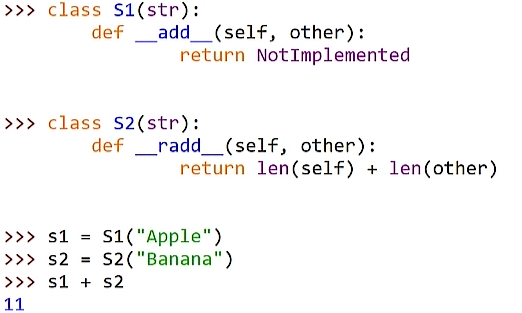 >>> class S1(str):
        def __add__(self, other):
                return NotImplemented
>>> class S2(str):
        def __radd__(self, other):
                return len(self) + len(other)
>>> s1 = S1("Apple")
>>> s2 = S2("Banana")
>>> s1 + s2
11